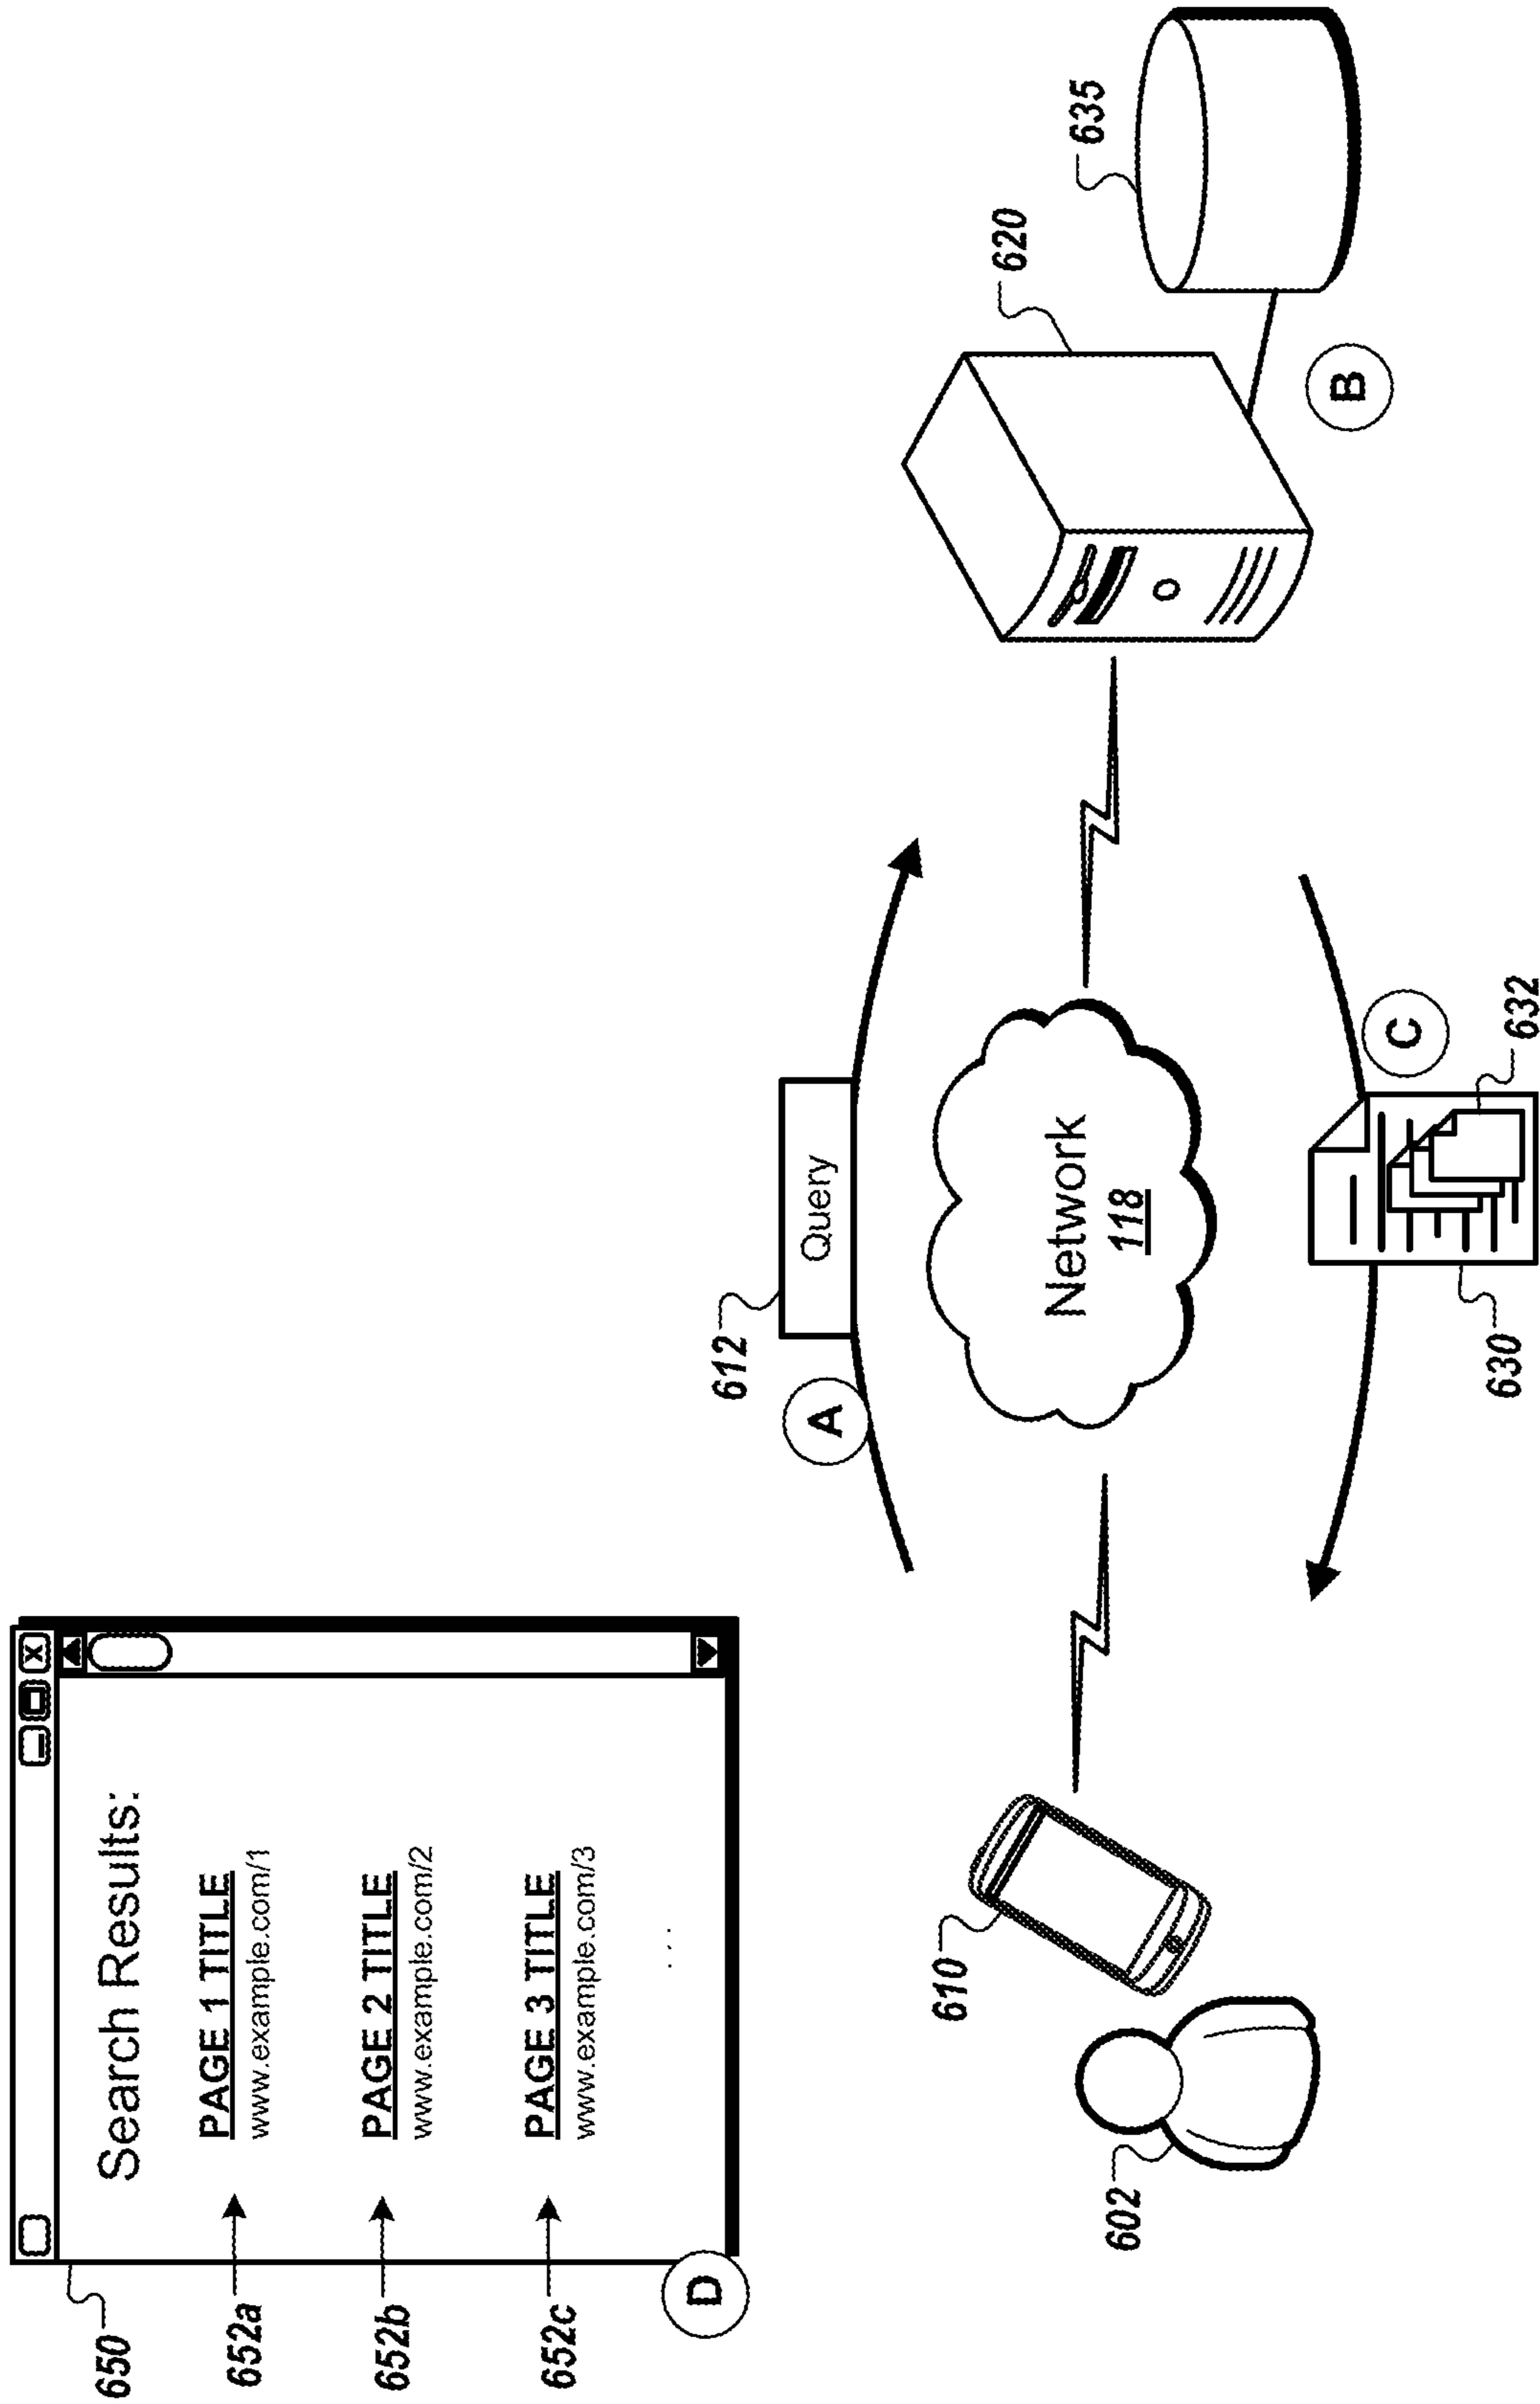 650
Search Results:
652a
PAGE 1 TITLE
www.example.com/1
652b
PAGE 2 TITLE
www.example.com/2
652c
PAGE 3 TITLE
www.example.com/3
. . .
X
D
612
Query
A
610
602
Network
118
620
635
B
C
630
632